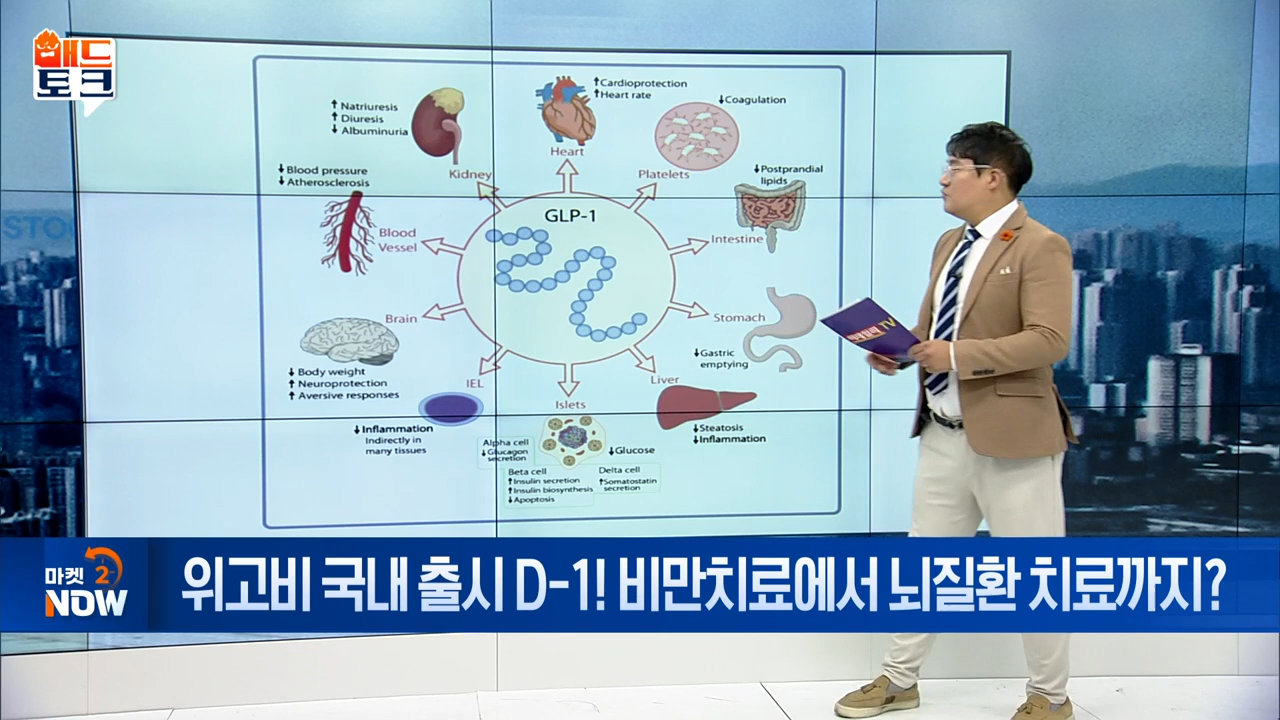 매드
토크
STO
↑ Natriuresis
↑ Diuresis
↓ Albuminuria
Kidney
↑Cardioprotection
↑Heart rate
Heart
↓Coagulation
Platelets
↓Postprandial
lipids
Intestine
↓ Blood pressure
↓ Atherosclerosis
Blood
Vessel
GLP-1
Brain
↓ Body weight
↑ Neuroprotection
↑ Aversive responses
Stomach
↓Gastric
emptying
IEL
↓ Inflammation
Indirectly in
many tissues
Islets
Alpha cell
↓Glucagon
secretion
↓Glucose
Beta cell
↑Insulin secretion
↑Insulin biosynthesis
↓Apoptosis
Delta cell
↑Somatostatin
secretion
Liver
↓Steatosis
↓Inflammation
TV
마켓 2
NOW
위고비 국내 출시 D-1! 비만치료에서 뇌질환 치료까지?